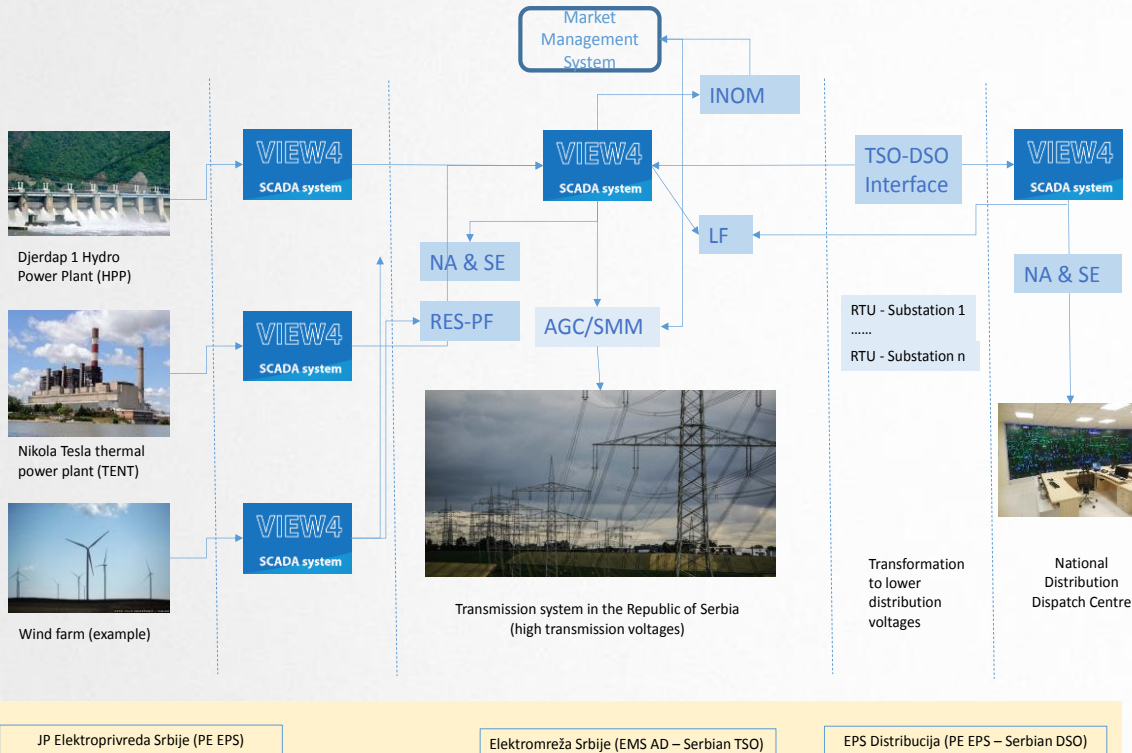 Market
Management
System
INOM
VIEW4
SCADA system
VIEW4
SCADA system
TSO-DSO
Interface
VIEW4
SCADA system
Djerdap 1 Hydro
Power Plant (HPP)
NA & SE
LF
NA & SE
VIEW4
SCADA system
RES-PF
AGC/SMM
RTU - Substation 1
......
RTU - Substation n
Nikola Tesla thermal
power plant (TENT)
VIEW4
SCADA system
Wind farm (example)
Transmission system in the Republic of Serbia
(high transmission voltages)
Transformation
to lower
distribution
voltages
National
Distribution
Dispatch Centre
JP Elektroprivreda Srbije (PE EPS)
Elektromreža Srbije (EMS AD – Serbian TSO)
EPS Distribucija (PE EPS – Serbian DSO)